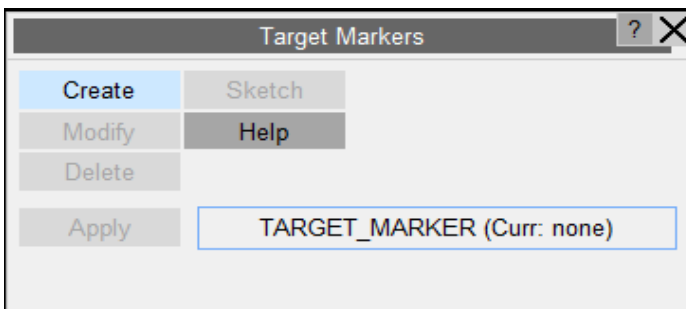 Target Markers ?
Create Sketch
Modify Help
Delete
Apply TARGET_MARKER (Curr: none)